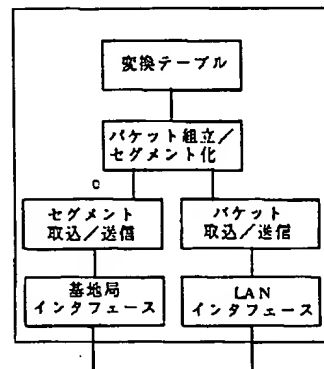 変換テーブル
パケット組立/
セグメント化
セグメント
取込/送信
パケット
取込/送信
基地局
インタフェース
LAN
インタフェース